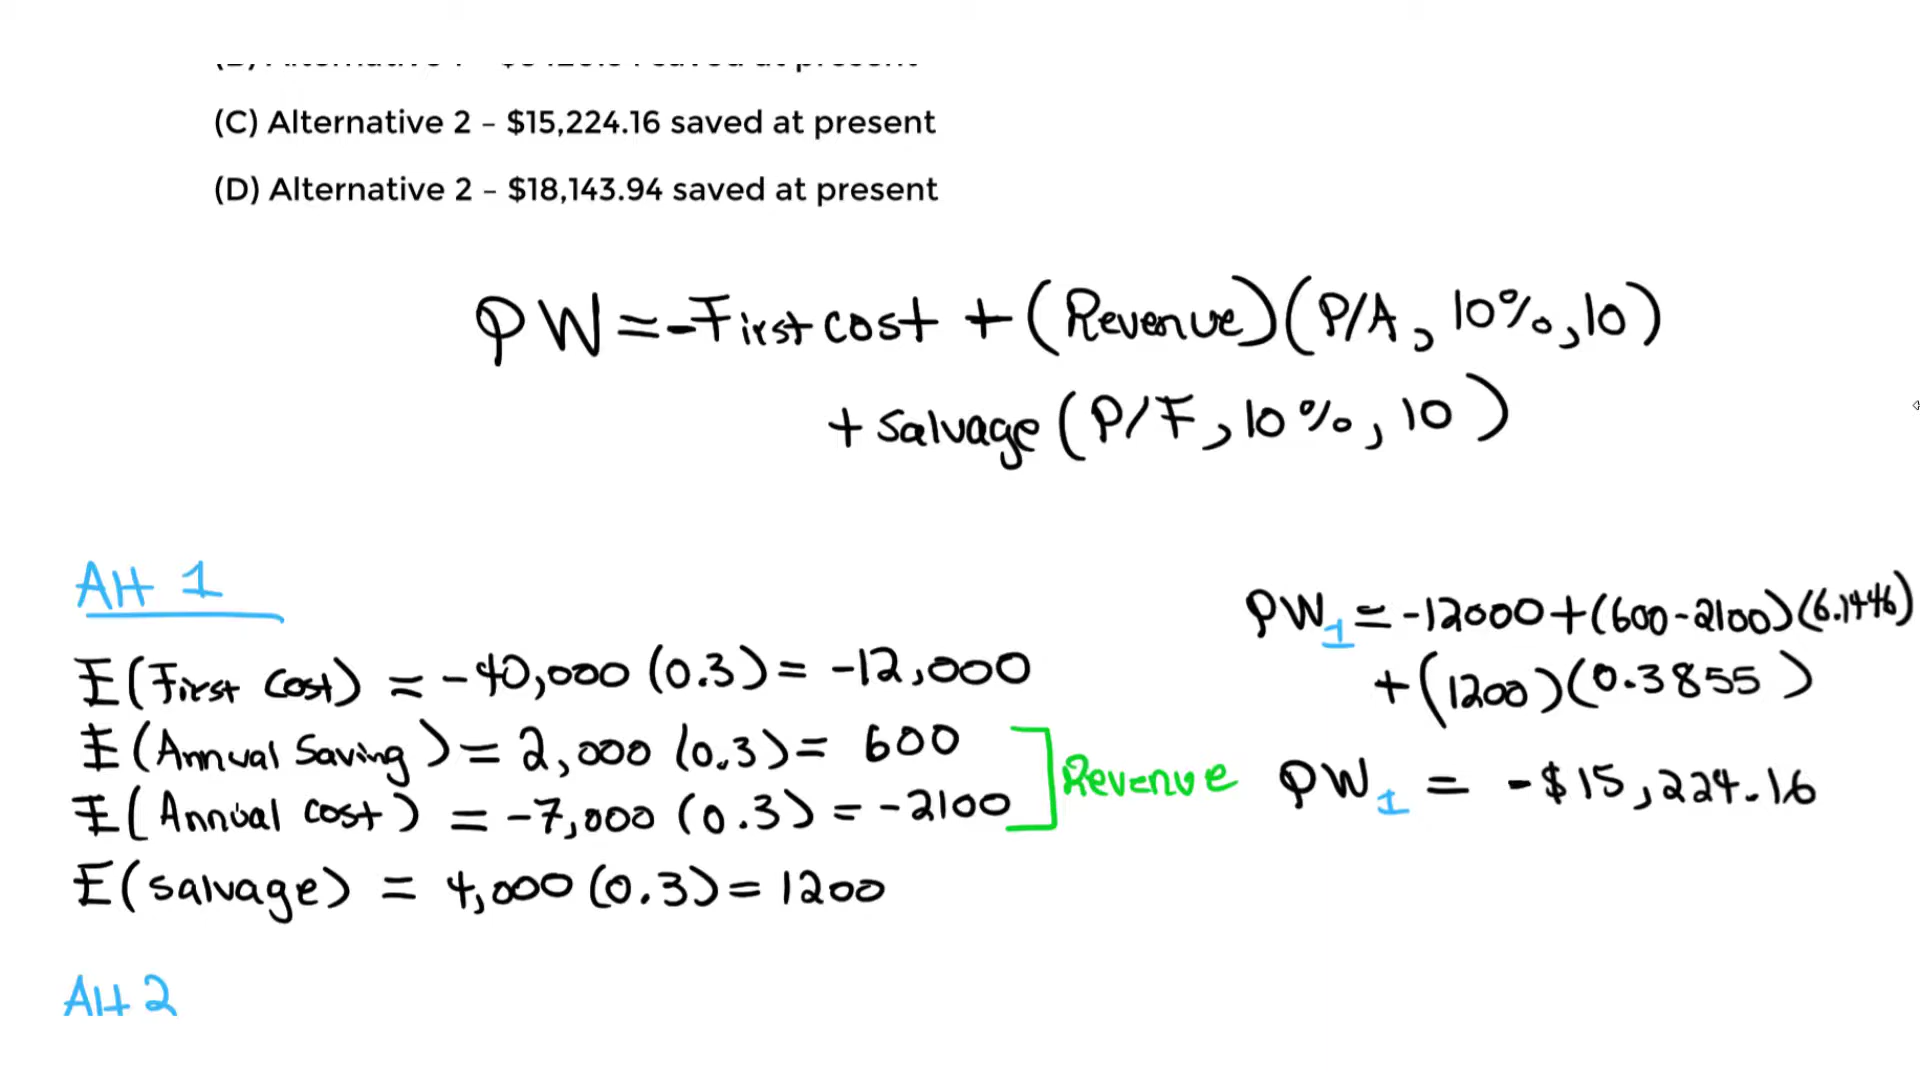 (C) Alternative 2 – $15,224.16 saved at present
(D) Alternative 2 – $18,143.94 saved at present
PW = -First cost + (Revenue)(P/A, 10%, 10)
+ Salvage (P/F, 10%, 10)
Alt 1
E(First Cost) = -40,000 (0.3) = -12,000
E(Annual Saving) = 2,000 (0.3) = 600
E(Annual cost) = -7,000 (0.3) = -2100
Revenue
E(salvage) = 4,000 (0.3) = 1200
PW1 = -12000 + (600-2100)(6.1446)
+ (1200)(0.3855)
PW1 = -$15,224.16
Alt 2